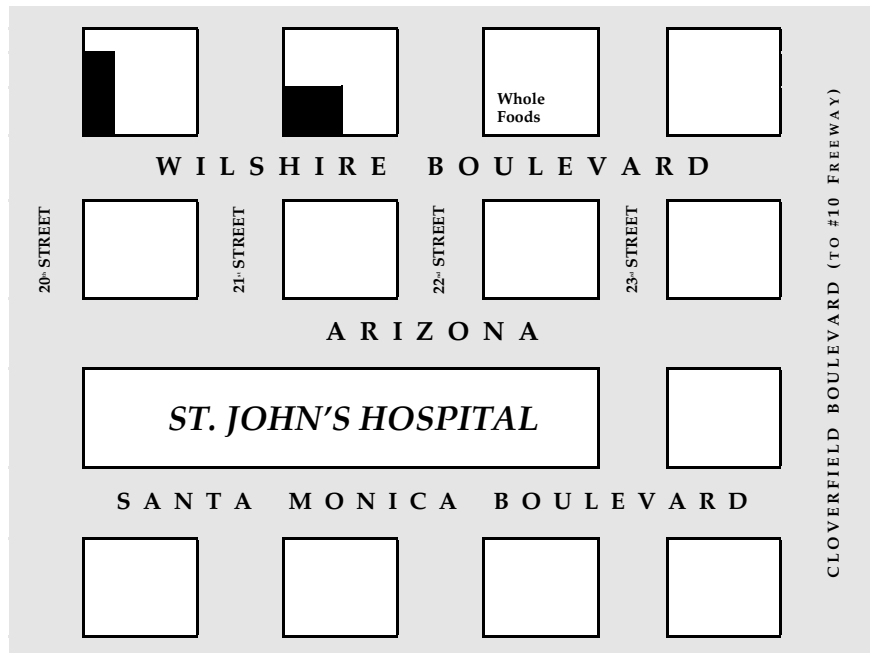 Whole
Foods
WILSHIRE BOULEVARD
20th STREET
21st STREET
22nd STREET
23rd STREET
ARIZONA
ST. JOHN'S HOSPITAL
SANTA MONICA BOULEVARD
CLOVERFIELD BOULEVARD (TO #10 FREEWAY)